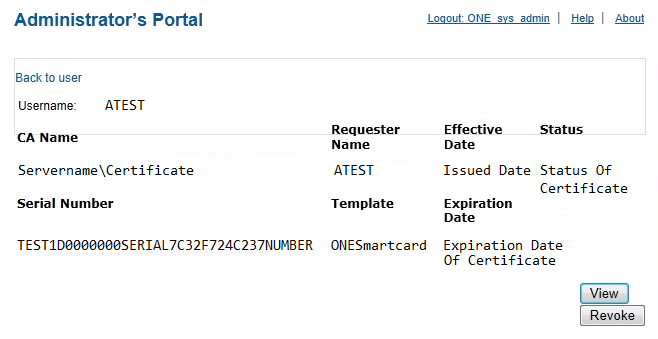 Administrator's Portal
Logout: ONE_sys_admin | Help | About
Back to user
Username: ATEST
CA Name Requester Name Effective Date Status
Servername\Certificate ATEST Issued Date Status Of Certificate
Serial Number Template Expiration Date
TEST1D0000000SERIAL7C32F724C237NUMBER ONESmartcard Expiration Date Of Certificate
View
Revoke